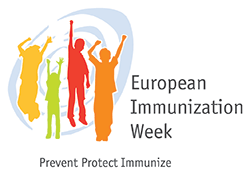 European
Immunization
Week
Prevent Protect Immunize